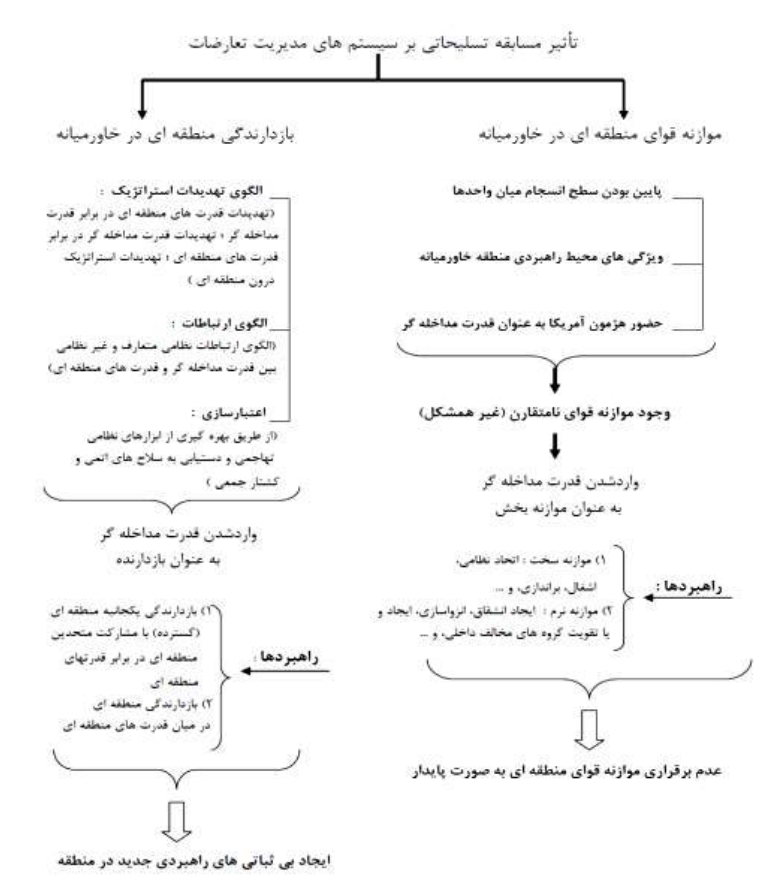 تأثیر مسابقه تسلیحاتی بر سیستم های مدیریت تعارضات
موازنه قوای منطقه ای در خاورمیانه
پایین بودن سطح انسجام میان واحدها
ویژگی های محیط راهبردی منطقه خاورمیانه
حضور هژمون آمریکا به عنوان قدرت مداخله گر
وجود موازنه قوای نامتقارن (غیر همشکل)
واردشدن قدرت مداخله گر
به عنوان موازنه بخش
راهبردها :
۱) موازنه سخت : اتحاد نظامی،
اشغال، براندازی، و ...
۲) موازنه نرم : ایجاد انشقاق، انزواسازی، ایجاد و
یا تقویت گروه های مخالف داخلی، و ...
عدم برقراری موازنه قوای منطقه ای به صورت پایدار
بازدارندگی منطقه ای در خاورمیانه
الگوی تهدیدات استراتژیک :
(تهدیدات قدرت های منطقه ای در برابر قدرت
مداخله گر ؛ تهدیدات قدرت مداخله گر در برابر
قدرت های منطقه ای ؛ تهدیدات استراتژیک
درون منطقه ای )
الگوی ارتباطات :
(الگوی ارتباطات نظامی متعارف و غیر نظامی
بین قدرت مداخله گر و قدرت های منطقه ای)
اعتبارسازی :
(از طریق بهره گیری از ابزارهای نظامی
تهاجمی و دستیابی به سلاح های اتمی و
کشتار جمعی )
واردشدن قدرت مداخله گر
به عنوان بازدارنده
راهبردها :
۱) بازدارندگی یکجانبه منطقه ای
(گسترده) با مشارکت متحدین
منطقه ای در برابر قدرتهای
منطقه ای
۲) بازدارندگی منطقه ای
در میان قدرت های منطقه ای
ایجاد بی ثباتی های راهبردی جدید در منطقه